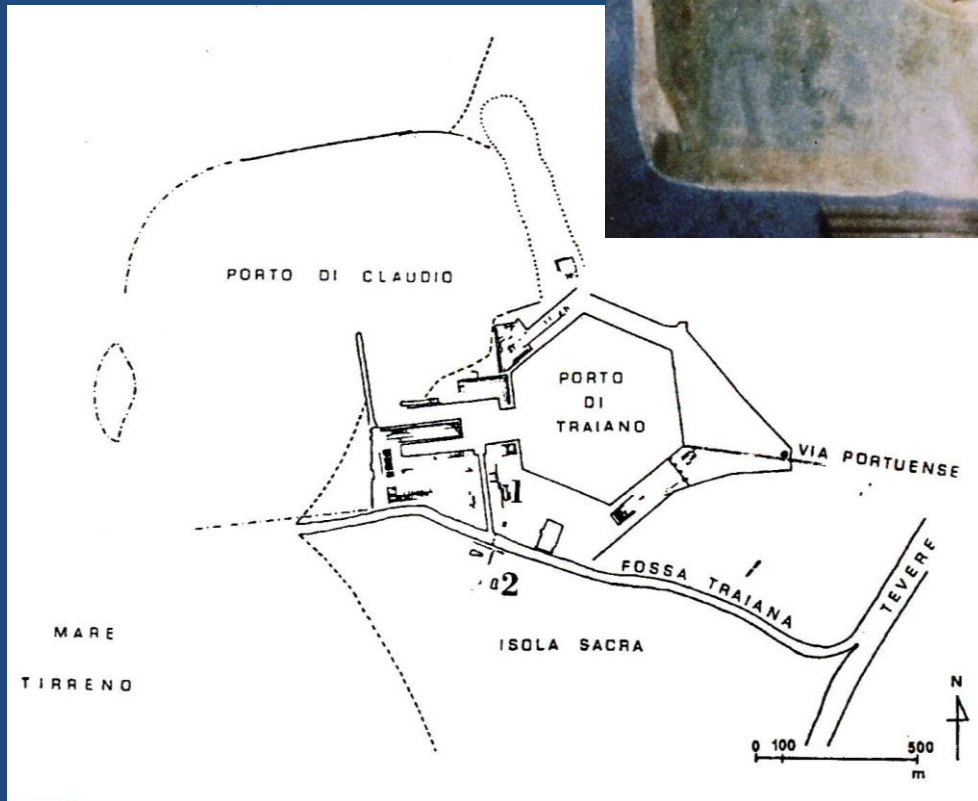 PORTO DI CLAUDIO
PORTO
DI
TRAIANO
VIA PORTUENSE
1
2
FOSSA TRAIANA
TEVERE
ISOLA SACRA
MARE
TIRRENO
N
0 100 500
m